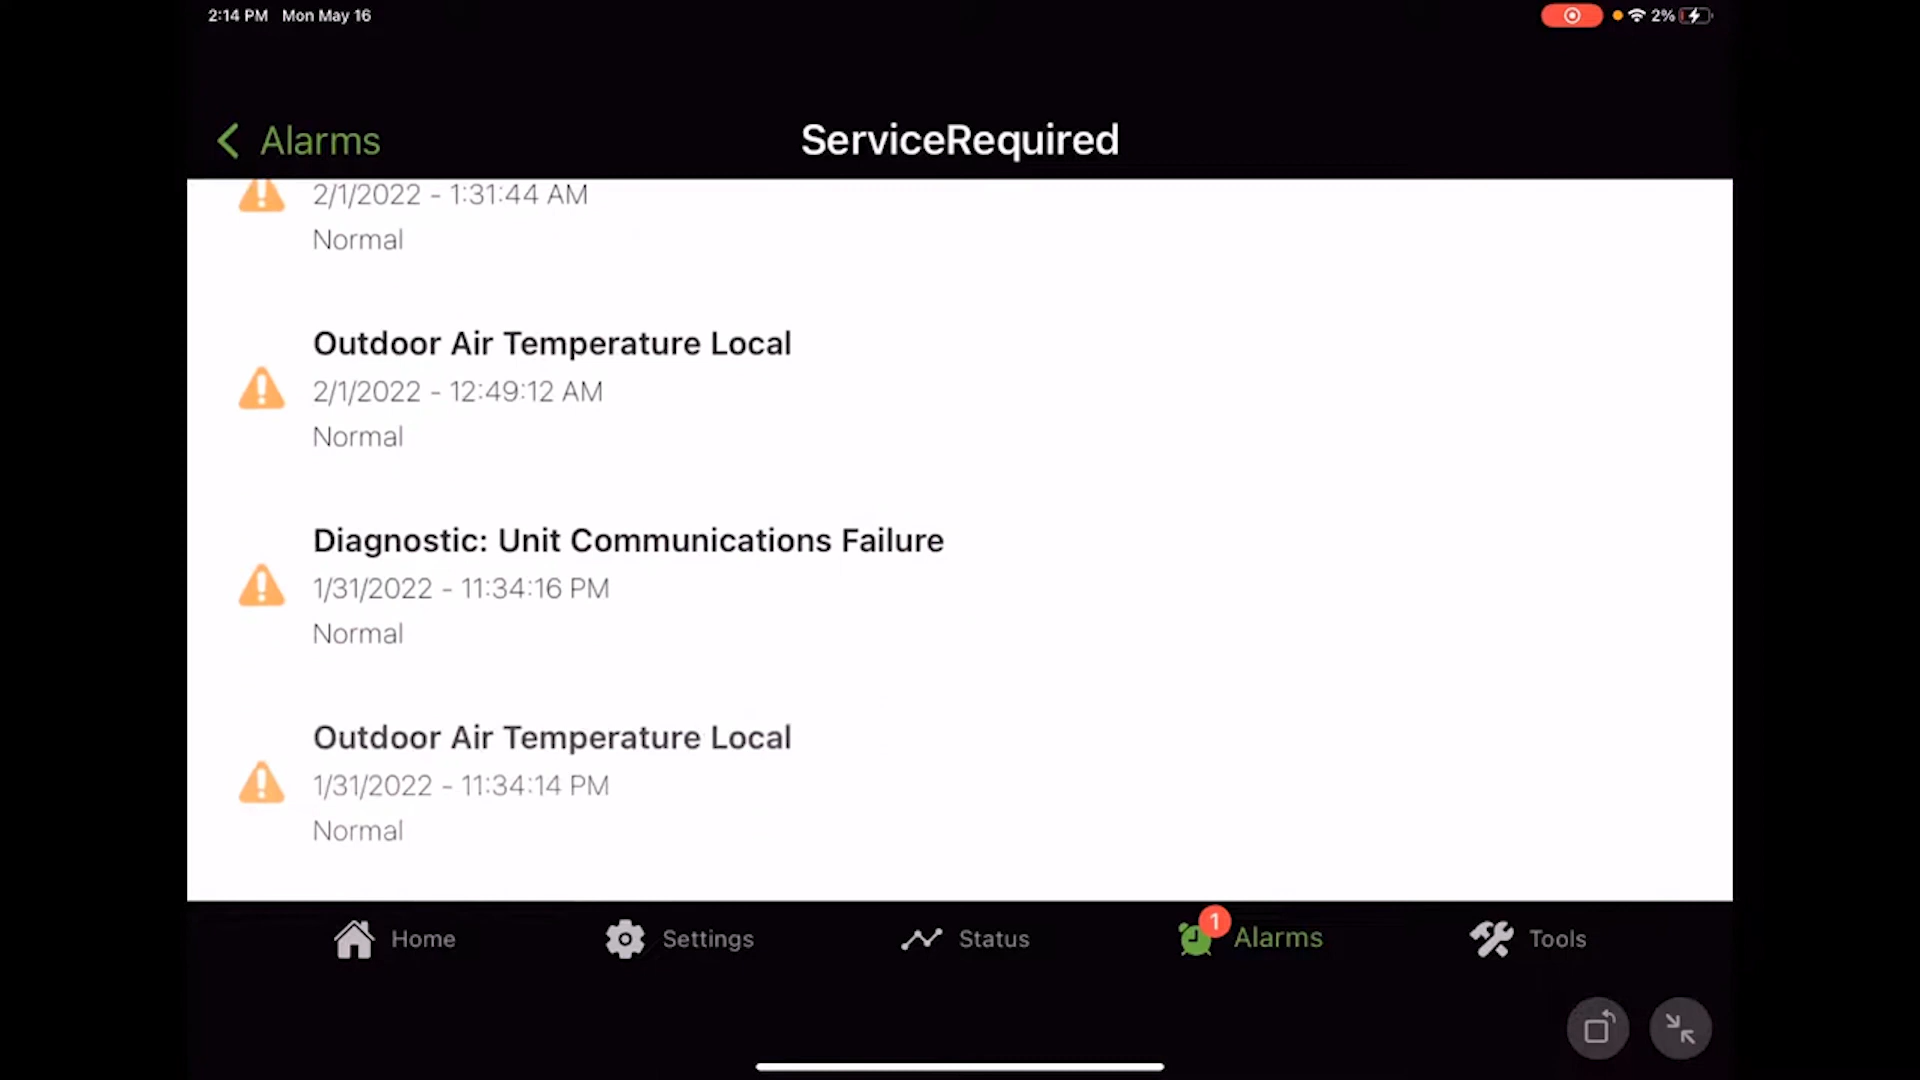 2:14 PM Mon May 16
2%
Alarms
ServiceRequired
2/1/2022 - 1:31:44 AM
Normal
Outdoor Air Temperature Local
2/1/2022 - 12:49:12 AM
Normal
Diagnostic: Unit Communications Failure
1/31/2022 - 11:34:16 PM
Normal
Outdoor Air Temperature Local
1/31/2022 - 11:34:14 PM
Normal
Home
Settings
Status
1
Alarms
Tools